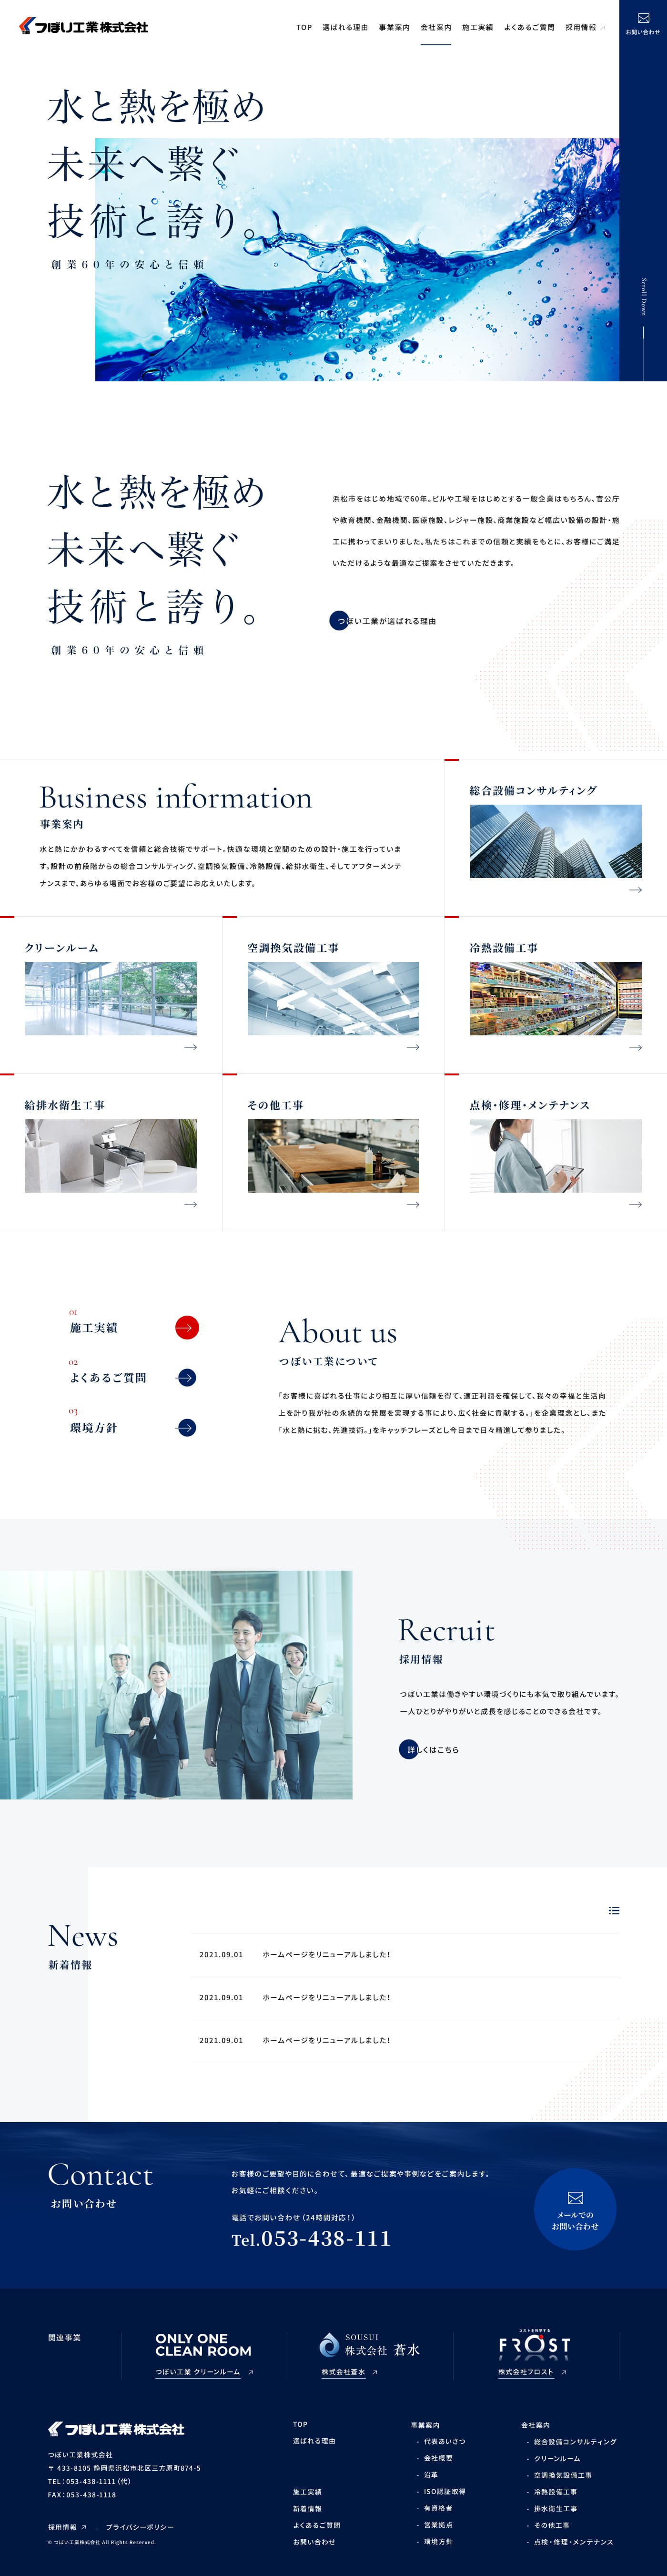 つぼい工業株式会社
TOP 選ばれる理由 事業案内 会社案内 施工実績 よくあるご質問 採用情報
お問い合わせ
水と熱を極め
未来へ繋ぐ
技術と誇り。
創業60年の安心と信頼
Scroll Down
水と熱を極め
未来へ繋ぐ
技術と誇り。
創業60年の安心と信頼
浜松市をはじめ地域で60年。ビルや工場をはじめとする一般企業はもちろん、官公庁
や教育機関、金融機関、医療施設、レジャー施設、商業施設など幅広い設備の設計・施
工に携わってまいりました。私たちはこれまでの信頼と実績をもとに、お客様にご満足
いただけるような最適なご提案をさせていただきます。
つぼい工業が選ばれる理由
Business information
事業案内
水と熱にかかわるすべてを信頼と総合技術でサポート。快適な環境と空間のための設計・施工を行っていま
す。設計の前段階からの総合コンサルティング、空調換気設備、冷熱設備、給排水衛生、そしてアフターメンテ
ナンスまで、あらゆる場面でお客様のご要望にお応えいたします。
総合設備コンサルティング
クリーンルーム
空調換気設備工事
冷熱設備工事
給排水衛生工事
その他工事
点検・修理・メンテナンス
01
施工実績
02
よくあるご質問
03
環境方針
About us
つぼい工業について
「お客様に喜ばれる仕事により相互に厚い信頼を得て、適正利潤を確保して、我々の幸福と生活向
上を計り我が社の永続的な発展を実現する事により、広く社会に貢献する。」を企業理念とし、また
「水と熱に挑む、先進技術。」をキャッチフレーズとし今日まで日々精進して参りました。
Recruit
採用情報
つぼい工業は働きやすい環境づくりにも本気で取り組んでいます。
一人ひとりがやりがいと成長を感じることのできる会社です。
詳しくはこちら
News
新着情報
2021.09.01 ホームページをリニューアルしました!
2021.09.01 ホームページをリニューアルしました!
2021.09.01 ホームページをリニューアルしました!
Contact
お問い合わせ
お客様のご要望や目的に合わせて、最適なご提案や事例などをご案内します。
お気軽にご相談ください。
電話でお問い合わせ(24時間対応!)
Tel.053-438-111
メールでの
お問い合わせ
関連事業
ONLY ONE
CLEAN ROOM
つぼい工業 クリーンルーム
SOUSUI
株式会社 蒼水
株式会社蒼水
コストを制覇する
FROST
株式会社フロスト
つぼい工業株式会社
つぼい工業株式会社
〒 433-8105 静岡県浜松市北区三方原町874-5
TEL:053-438-1111(代)
FAX:053-438-1118
採用情報 | プライバシーポリシー
© つぼい工業株式会社 All Rights Reserved.
TOP
選ばれる理由
施工実績
新着情報
よくあるご質問
お問い合わせ
事業案内
- 代表あいさつ
- 会社概要
- 沿革
- ISO認証取得
- 有資格者
- 営業拠点
- 環境方針
会社案内
- 総合設備コンサルティング
- クリーンルーム
- 空調換気設備工事
- 冷熱設備工事
- 排水衛生工事
- その他工事
- 点検・修理・メンテナンス